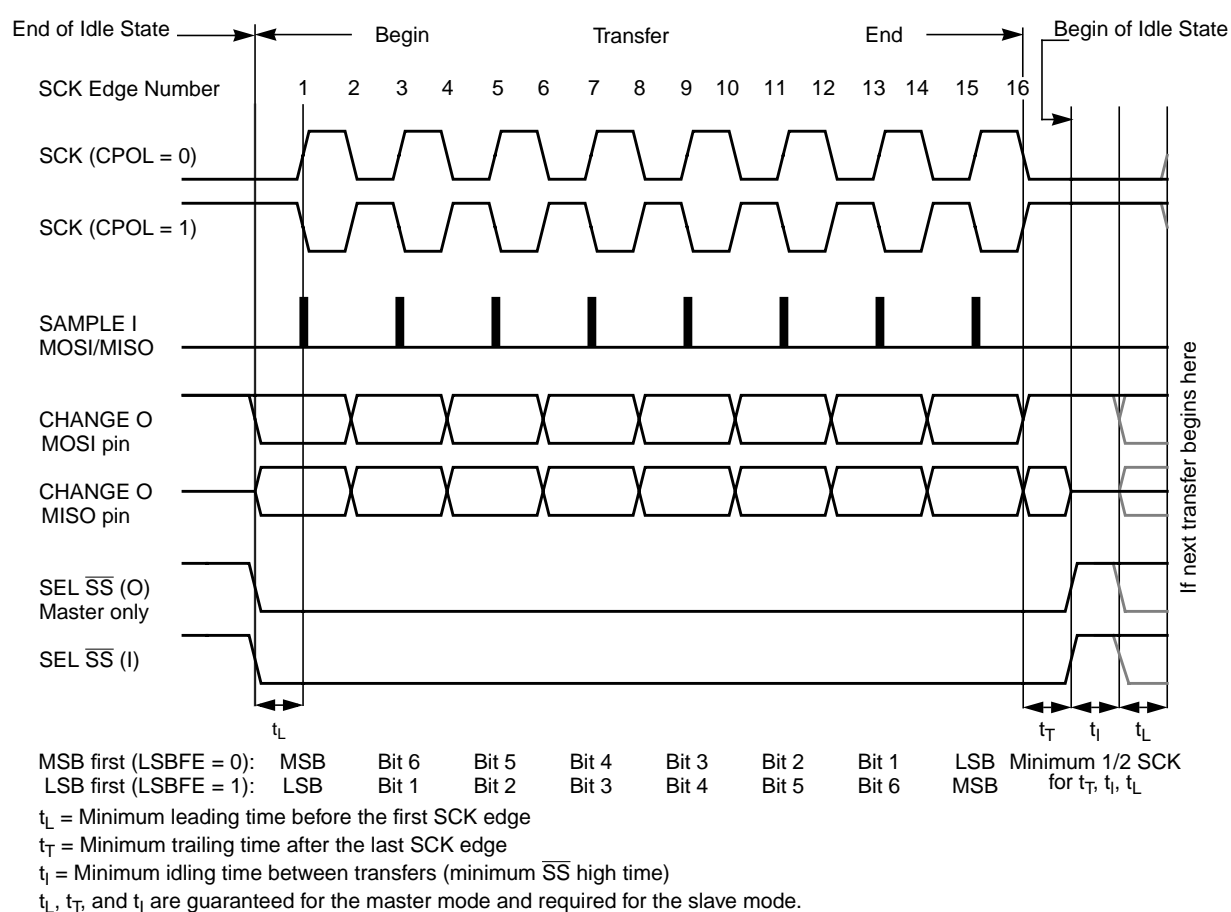 End of Idle State
Begin
Transfer
End
Begin of Idle State
SCK Edge Number
1 2 3 4 5 6 7 8 9 10 11 12 13 14 15 16
SCK (CPOL = 0)
SCK (CPOL = 1)
SAMPLE I
MOSI/MISO
CHANGE O
MOSI pin
CHANGE O
MISO pin
SEL SS (O)
Master only
SEL SS (I)
If next transfer begins here
tL
tT tI tL
MSB first (LSBFE = 0): MSB Bit 6 Bit 5 Bit 4 Bit 3 Bit 2 Bit 1 LSB Minimum 1/2 SCK
LSB first (LSBFE = 1): LSB Bit 1 Bit 2 Bit 3 Bit 4 Bit 5 Bit 6 MSB for tT, tl, tL
tL = Minimum leading time before the first SCK edge
tT = Minimum trailing time after the last SCK edge
tI = Minimum idling time between transfers (minimum SS high time)
tL, tT, and tI are guaranteed for the master mode and required for the slave mode.